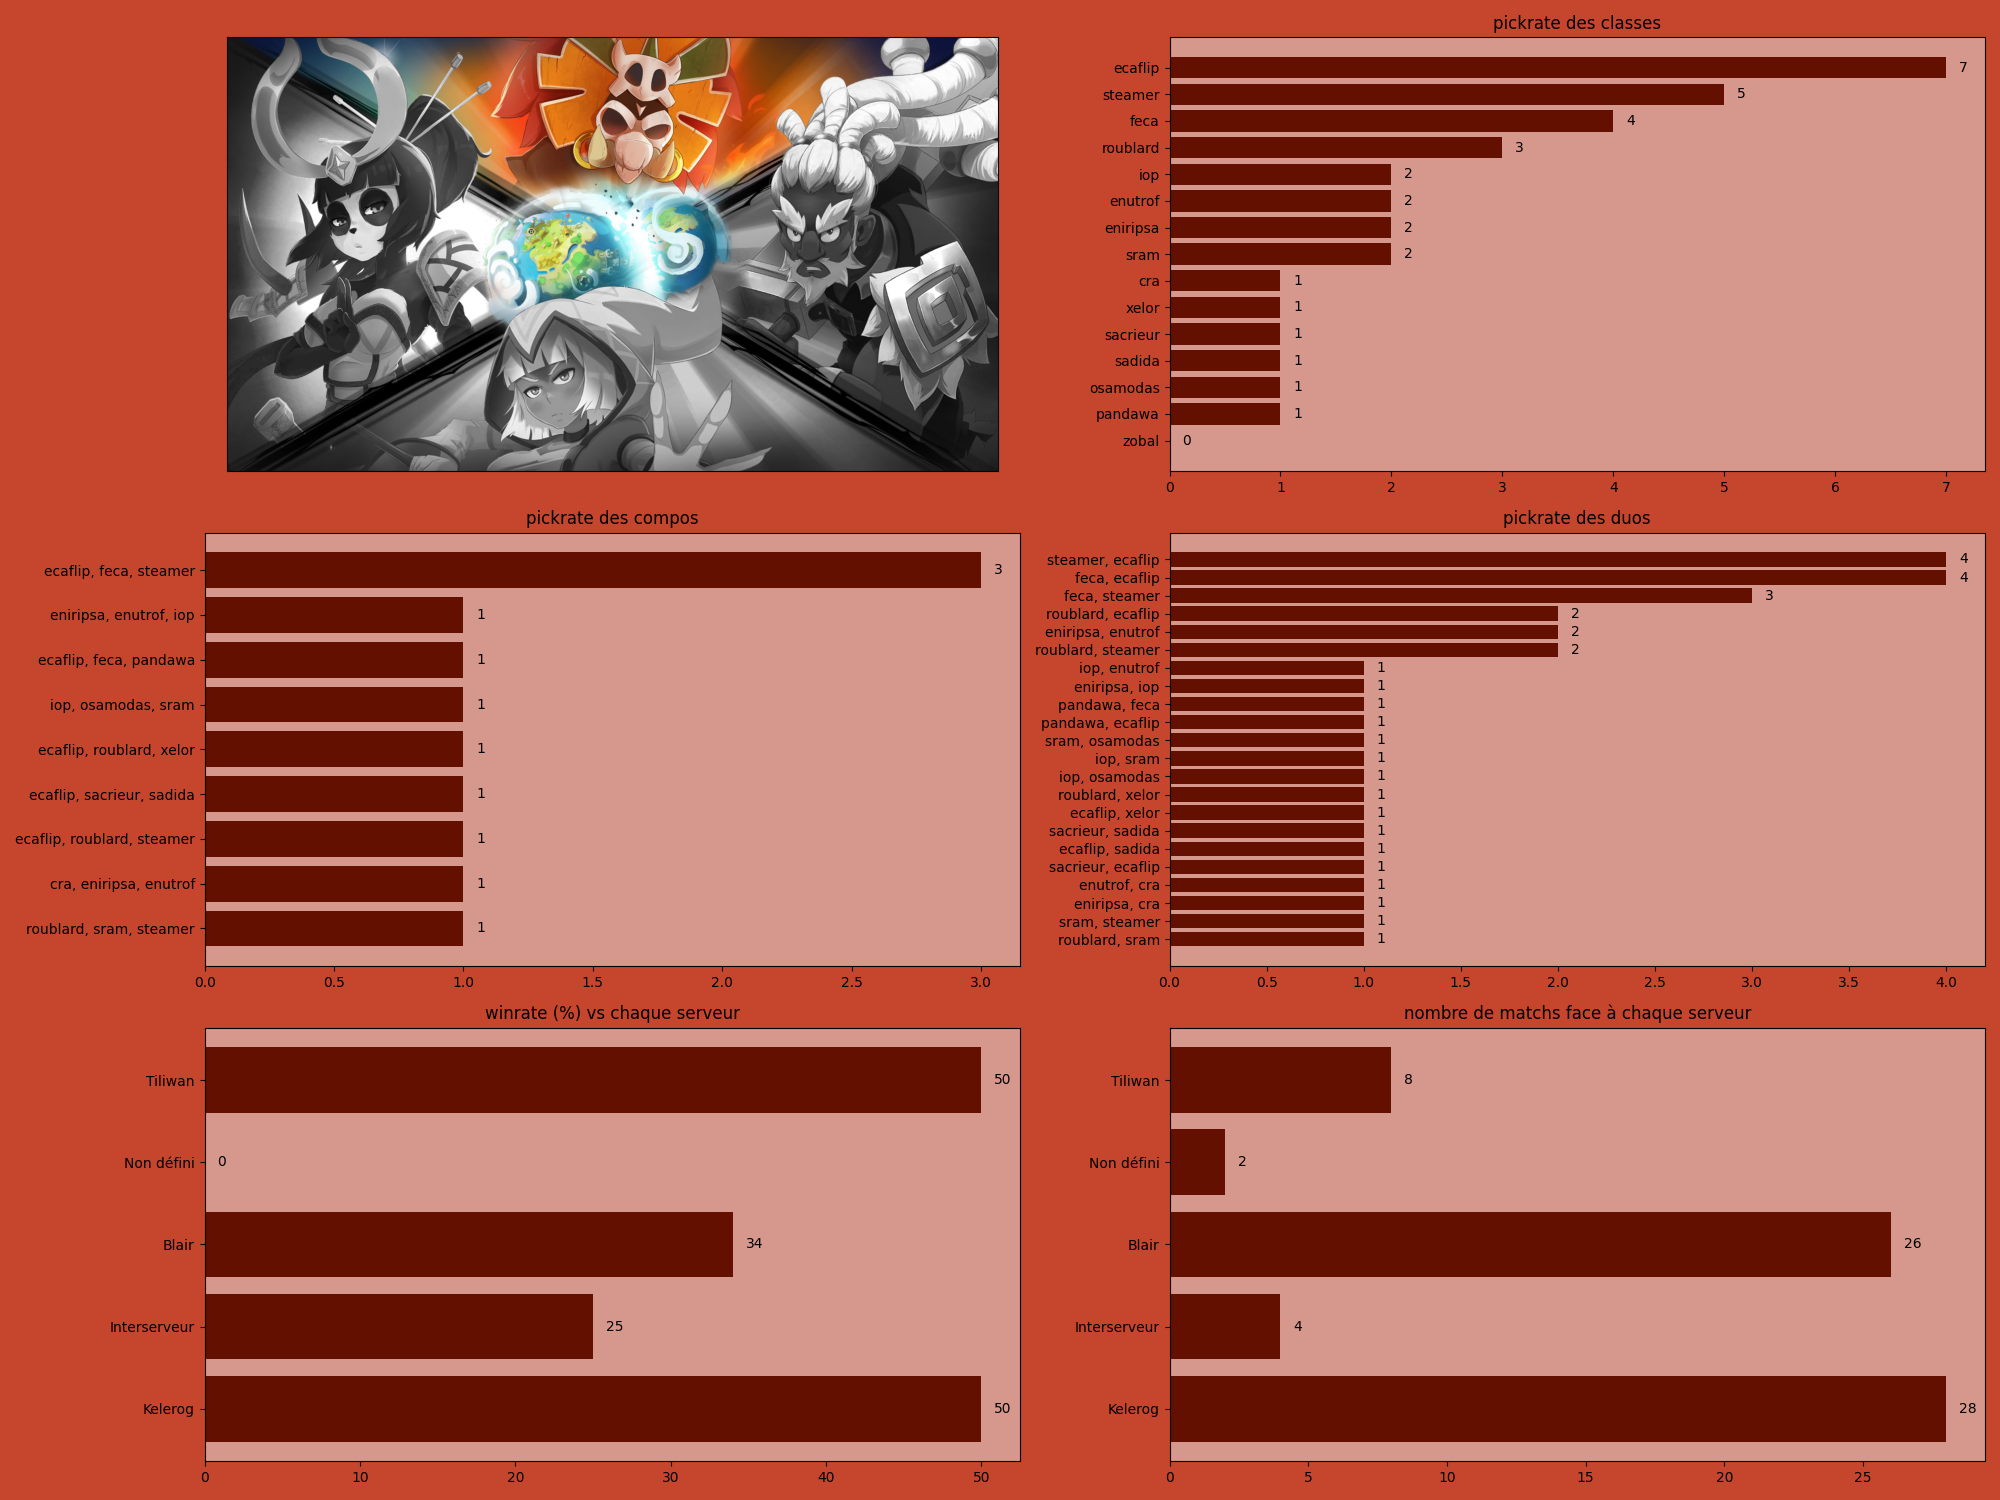 pickrate des classes
ecaflip 7
steamer 5
feca 4
roublard 3
iop 2
enutrof 2
eniripsa 2
sram 2
cra 1
xelor 1
sacrieur 1
sadida 1
osamodas 1
pandawa 1
zobal 0
0 1 2 3 4 5 6 7
pickrate des compos
ecaflip, feca, steamer 3
eniripsa, enutrof, iop 1
ecaflip, feca, pandawa 1
iop, osamodas, sram 1
ecaflip, roublard, xelor 1
ecaflip, sacrieur, sadida 1
ecaflip, roublard, steamer 1
cra, eniripsa, enutrof 1
roublard, sram, steamer 1
0.0 0.5 1.0 1.5 2.0 2.5 3.0
pickrate des duos
steamer, ecaflip 4
feca, ecaflip 4
feca, steamer 3
roublard, ecaflip 2
eniripsa, enutrof 2
roublard, steamer 2
iop, enutrof 1
eniripsa, iop 1
pandawa, feca 1
pandawa, ecaflip 1
sram, osamodas 1
iop, sram 1
iop, osamodas 1
roublard, xelor 1
ecaflip, xelor 1
sacrieur, sadida 1
ecaflip, sadida 1
sacrieur, ecaflip 1
enutrof, cra 1
eniripsa, cra 1
sram, steamer 1
roublard, sram 1
0.0 0.5 1.0 1.5 2.0 2.5 3.0 3.5 4.0
winrate (%) vs chaque serveur
Tiliwan 50
Non défini 0
Blair 34
Interserveur 25
Kelerog 50
0 10 20 30 40 50
nombre de matchs face à chaque serveur
Tiliwan 8
Non défini 2
Blair 26
Interserveur 4
Kelerog 28
0 5 10 15 20 25